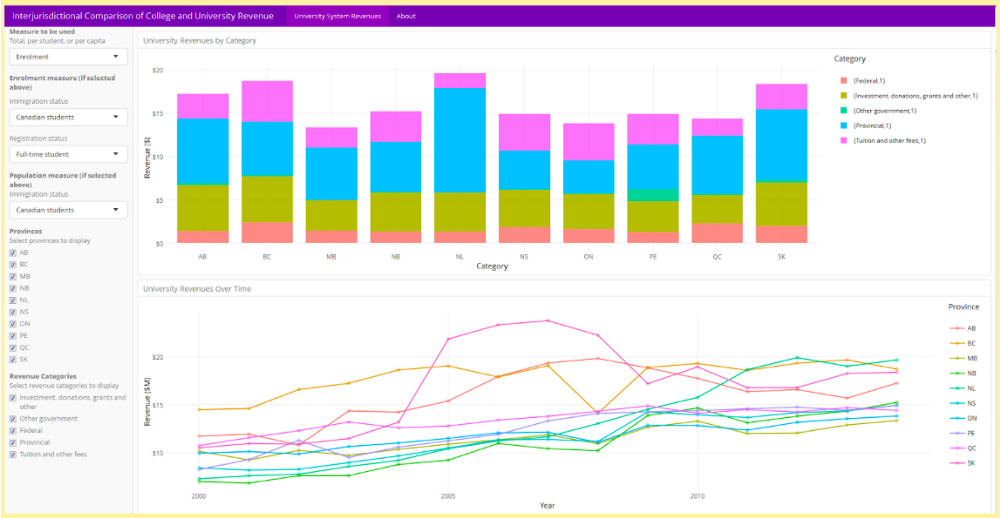 Interjurisdictional Comparison of College and University Revenue
University System Revenues
About
Measure to be used
Total, per student, or per capita
Enrolment
Enrolment measure (if selected
above)
Immigration status
Canadian students
Registration status
Full-time student
Population measure (if selected
above)
Immigration status
Canadian students
Provinces
Select provinces to display
AB
BC
MB
NB
NL
NS
ON
PE
QC
SK
Revenue Categories
Select revenue categories to display
Investment, donations, grants and
other
Other government
Federal
Provincial
Tuition and other fees
University Revenues by Category
Revenue [$]
$20
$15
$10
$5
$0
AB BC MB NB NL NS ON PE QC SK
Category
Category
(Federal,1)
(Investment, donations, grants and other,1)
(Other government,1)
(Provincial,1)
(Tuition and other fees,1)
University Revenues Over Time
Revenue [$M]
$20
$15
$10
2000 2005 2010
Year
Province
AB
BC
MB
NB
NL
NS
ON
PE
QC
SK